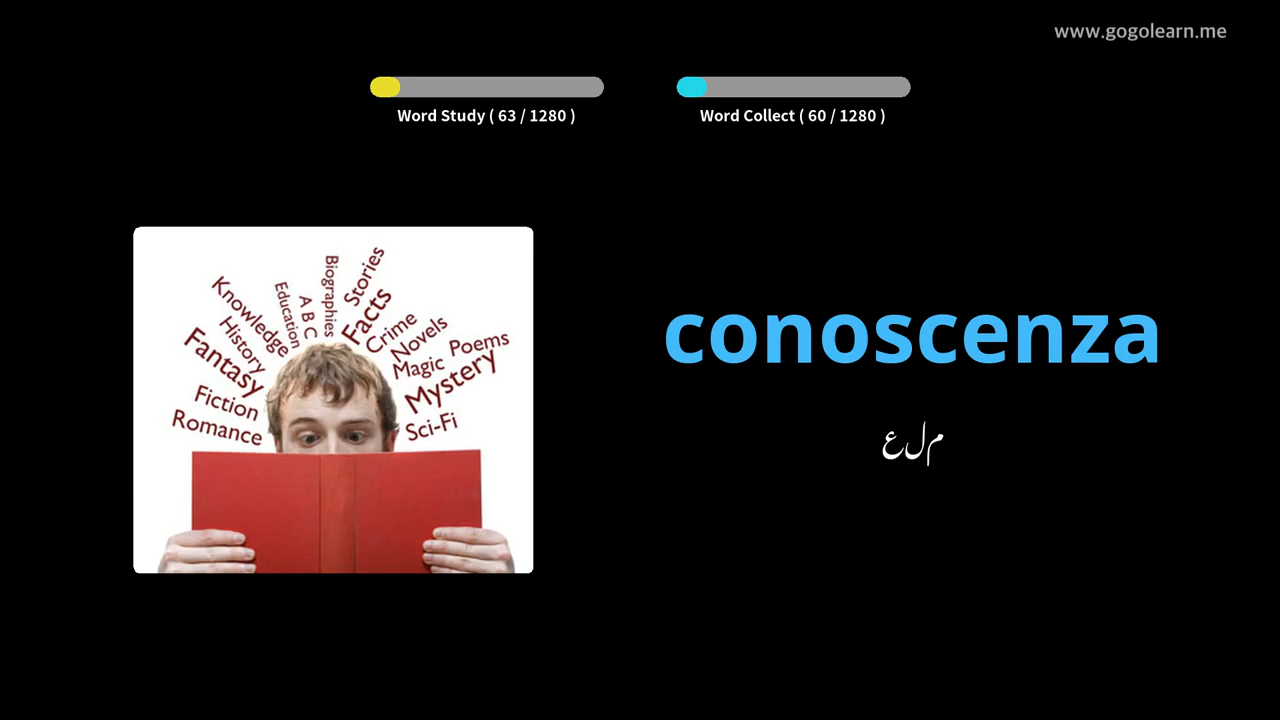 www.gogolearn.me
Word Study ( 63 / 1280 )
Word Collect ( 60 / 1280 )
Biographies
Stories
Education
A B C
Facts
Knowledge
Crime
History
Novels
Fantasy
Magic
Poems
Mystery
Fiction
Romance
Sci-Fi
conoscenza
ملع